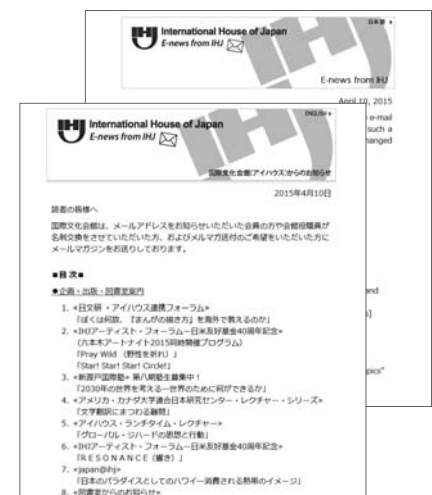 日本語 ▸
International House of Japan
E-news from IHJ
E-news from IHJ
April 10, 2015
e-mail
such a
hanged
and
s]
pics"
ENGLISH ▸
International House of Japan
E-news from IHJ
国際文化会館(アイハウス)からのお知らせ
2015年4月10日
読者の皆様へ
国際文化会館は、メールアドレスをお知らせいただいた会員の方や会館役職員が
名刺交換をさせていただいた方、およびメルマガ送付のご希望をいただいた方に
メールマガジンをお送りしております。
■目 次■
●企画・出版・図書室案内
1. «日文研・アイハウス連携フォーラム»
「ぼくは何故、『まんがの描き方』を海外で教えるのか」
2. «IHJアーティスト・フォーラム―日米友好基金40周年記念»
(六本木アートナイト2015同時開催プログラム)
「Pray Wild (野性を祈れ)」
「Start Start Start Circle!」
3. «新渡戸国際塾» 第八期塾生募集中!
「2030年の世界を考える―世界のために何ができるか」
4. «アメリカ・カナダ大学連合日本研究センター・レクチャー・シリーズ»
「文学翻訳にまつわる難問」
5. «アイハウス・ランチタイム・レクチャー»
「グローバル・ジハードの思想と行動」
6. «IHJアーティスト・フォーラム―日米友好基金40周年記念»
「RESONANCE(響き)」
7. «japan@ihj»
「日本のパラダイスとしてのハワイ―消費される熱帯のイメージ」
8. «図書室からのお知らせ»